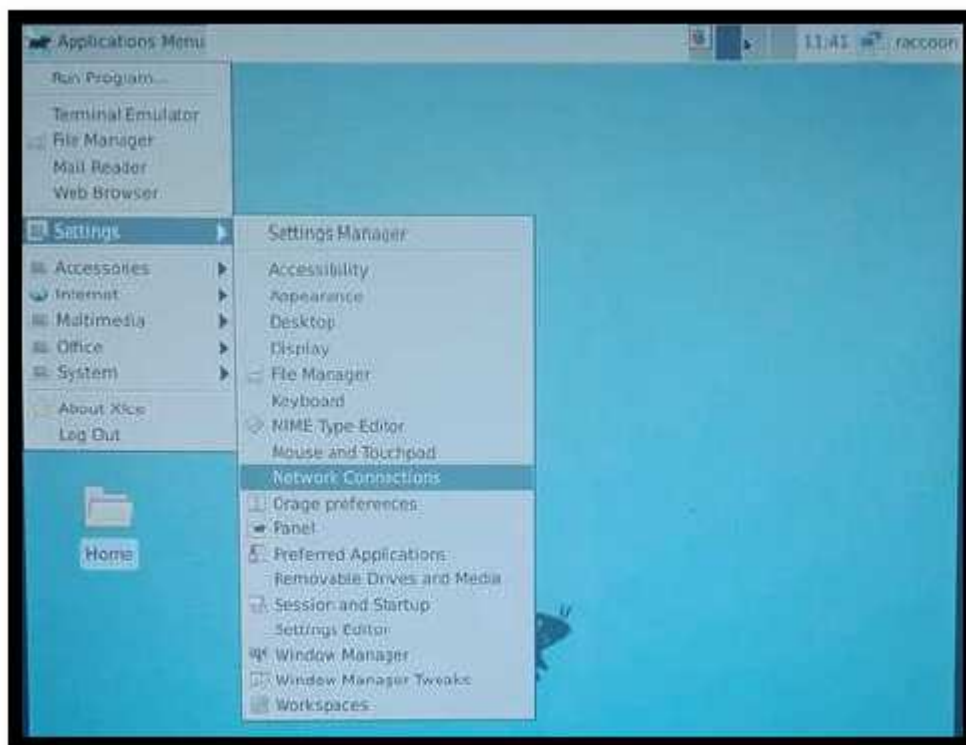 Applications Menu
11:41 raccoon
Run Program...
Terminal Emulator
File Manager
Mail Reader
Web Browser
Settings
Accessories
Internet
Multimedia
Office
System
About Xfce
Log Out
Settings Manager
Accessibility
Appearance
Desktop
Display
File Manager
Keyboard
MIME Type Editor
Mouse and Touchpad
Network Connections
Orage preferences
Panel
Preferred Applications
Removable Drives and Media
Session and Startup
Settings Editor
Window Manager
Window Manager Tweaks
Workspaces
Home